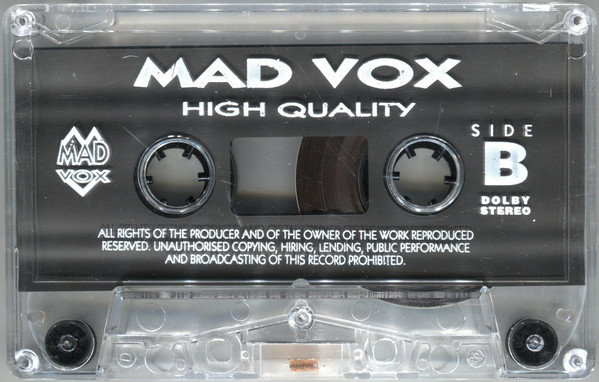 MAD VOX
HIGH QUALITY
MAD
VOX
SIDE
B
DOLBY
STEREO
ALL RIGHTS OF THE PRODUCER AND OF THE OWNER OF THE WORK REPRODUCED
RESERVED. UNAUTHORISED COPYING, HIRING, LENDING, PUBLIC PERFORMANCE
AND BROADCASTING OF THIS RECORD PROHIBITED.